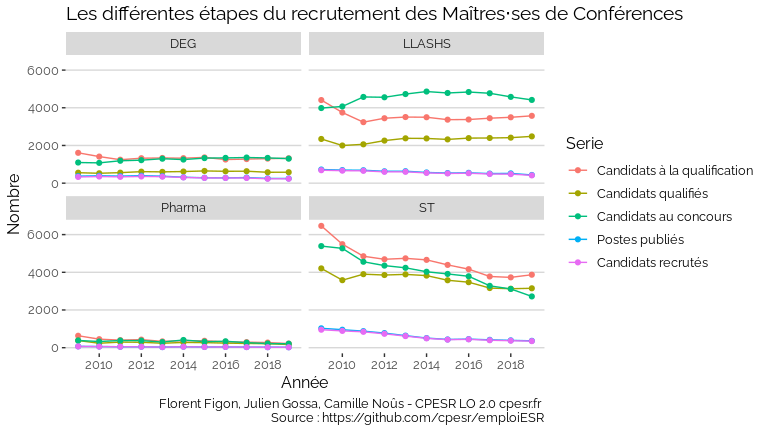 Les différentes étapes du recrutement des Maîtres·ses de Conférences
DEG
LLASHS
6000
4000
2000
0
Pharma
ST
6000
4000
2000
0
2010
2012
2014
2016
2018
2010
2012
2014
2016
2018
Nombre
Année
Serie
Candidats à la qualification
Candidats qualifiés
Candidats au concours
Postes publiés
Candidats recrutés
Florent Figon, Julien Gossa, Camille Noûs - CPESR LO 2.0 cpesr.fr
Source : https://github.com/cpesr/emploiESR